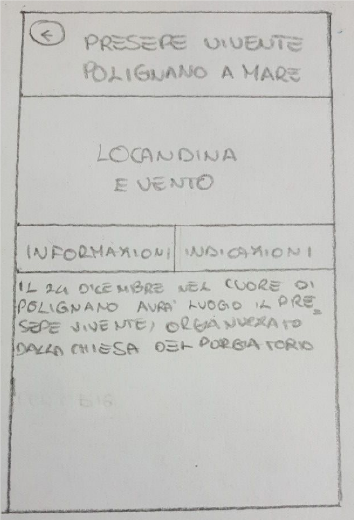 PRESEPE VIVENTE
POLIGNANO A MARE
LOCANDINA
EVENTO
INFORMAZIONI
INDICAZIONI
IL 24 DICEMBRE NEL CUORE DI
POLIGNANO AVRA' LUOGO IL PRE=
SEPE VIVENTE, ORGANIZZATO
DALLA CHIESA DEL PORGATORIO